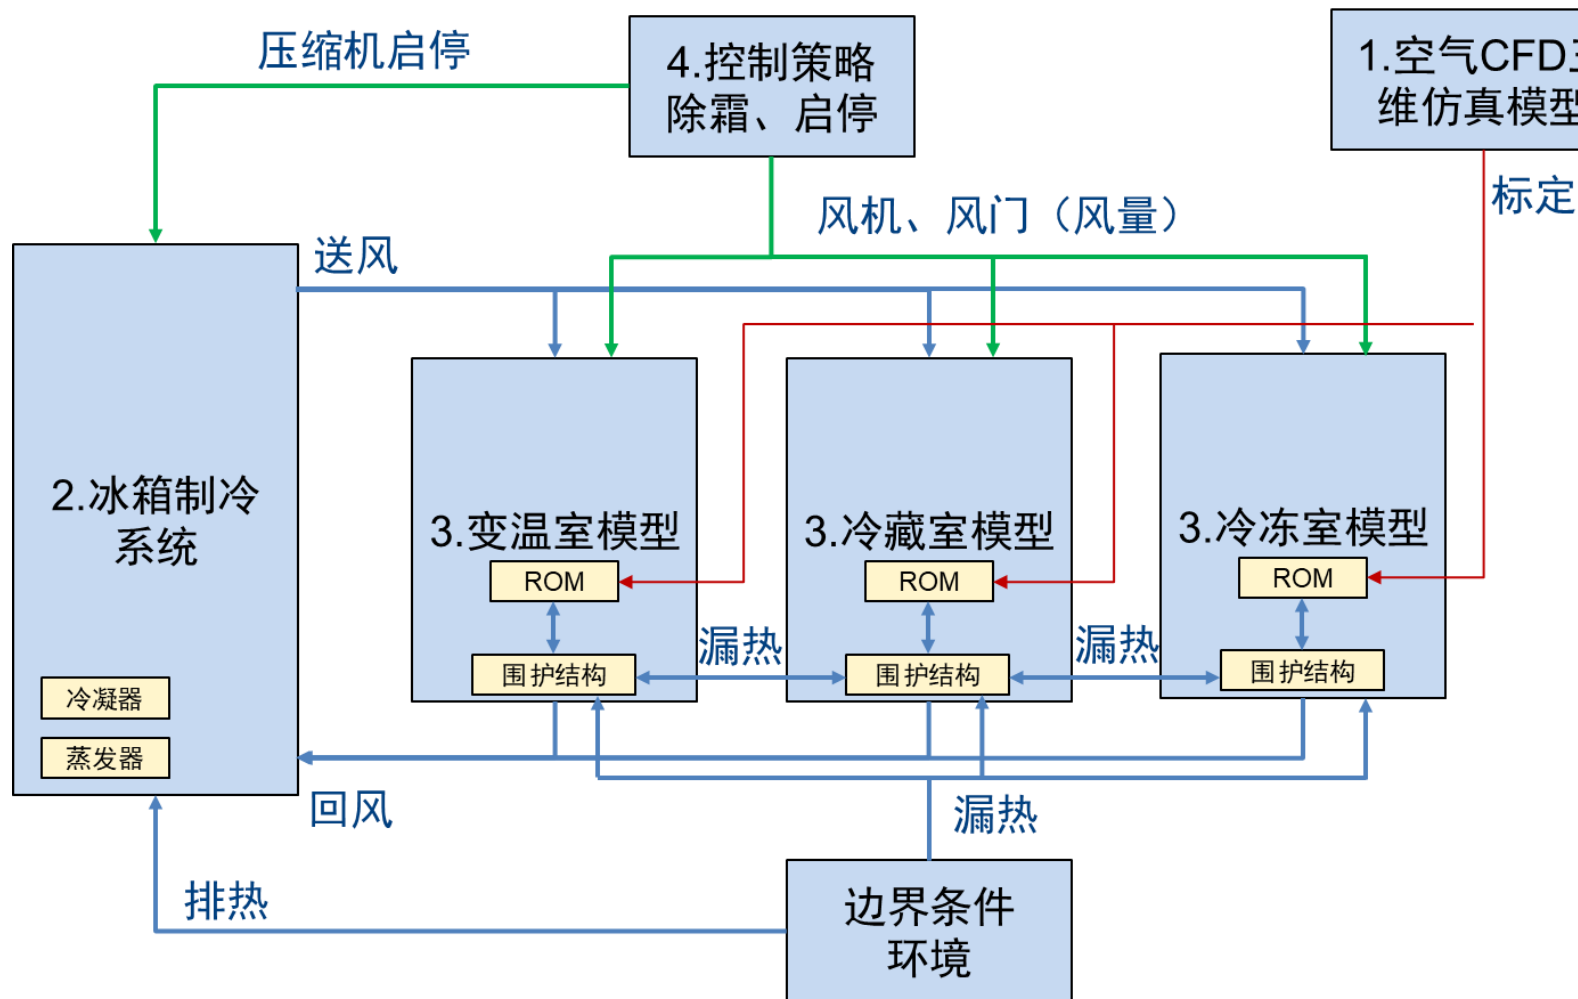 压缩机启停
4.控制策略
除霜、启停
1.空气CFD
维仿真模型
标定
风机、风门（风量）
送风
2.冰箱制冷
系统
3.变温室模型
3.冷藏室模型
3.冷冻室模型
ROM
ROM
ROM
漏热
漏热
围护结构
围护结构
围护结构
冷凝器
蒸发器
回风
漏热
排热
边界条件
环境